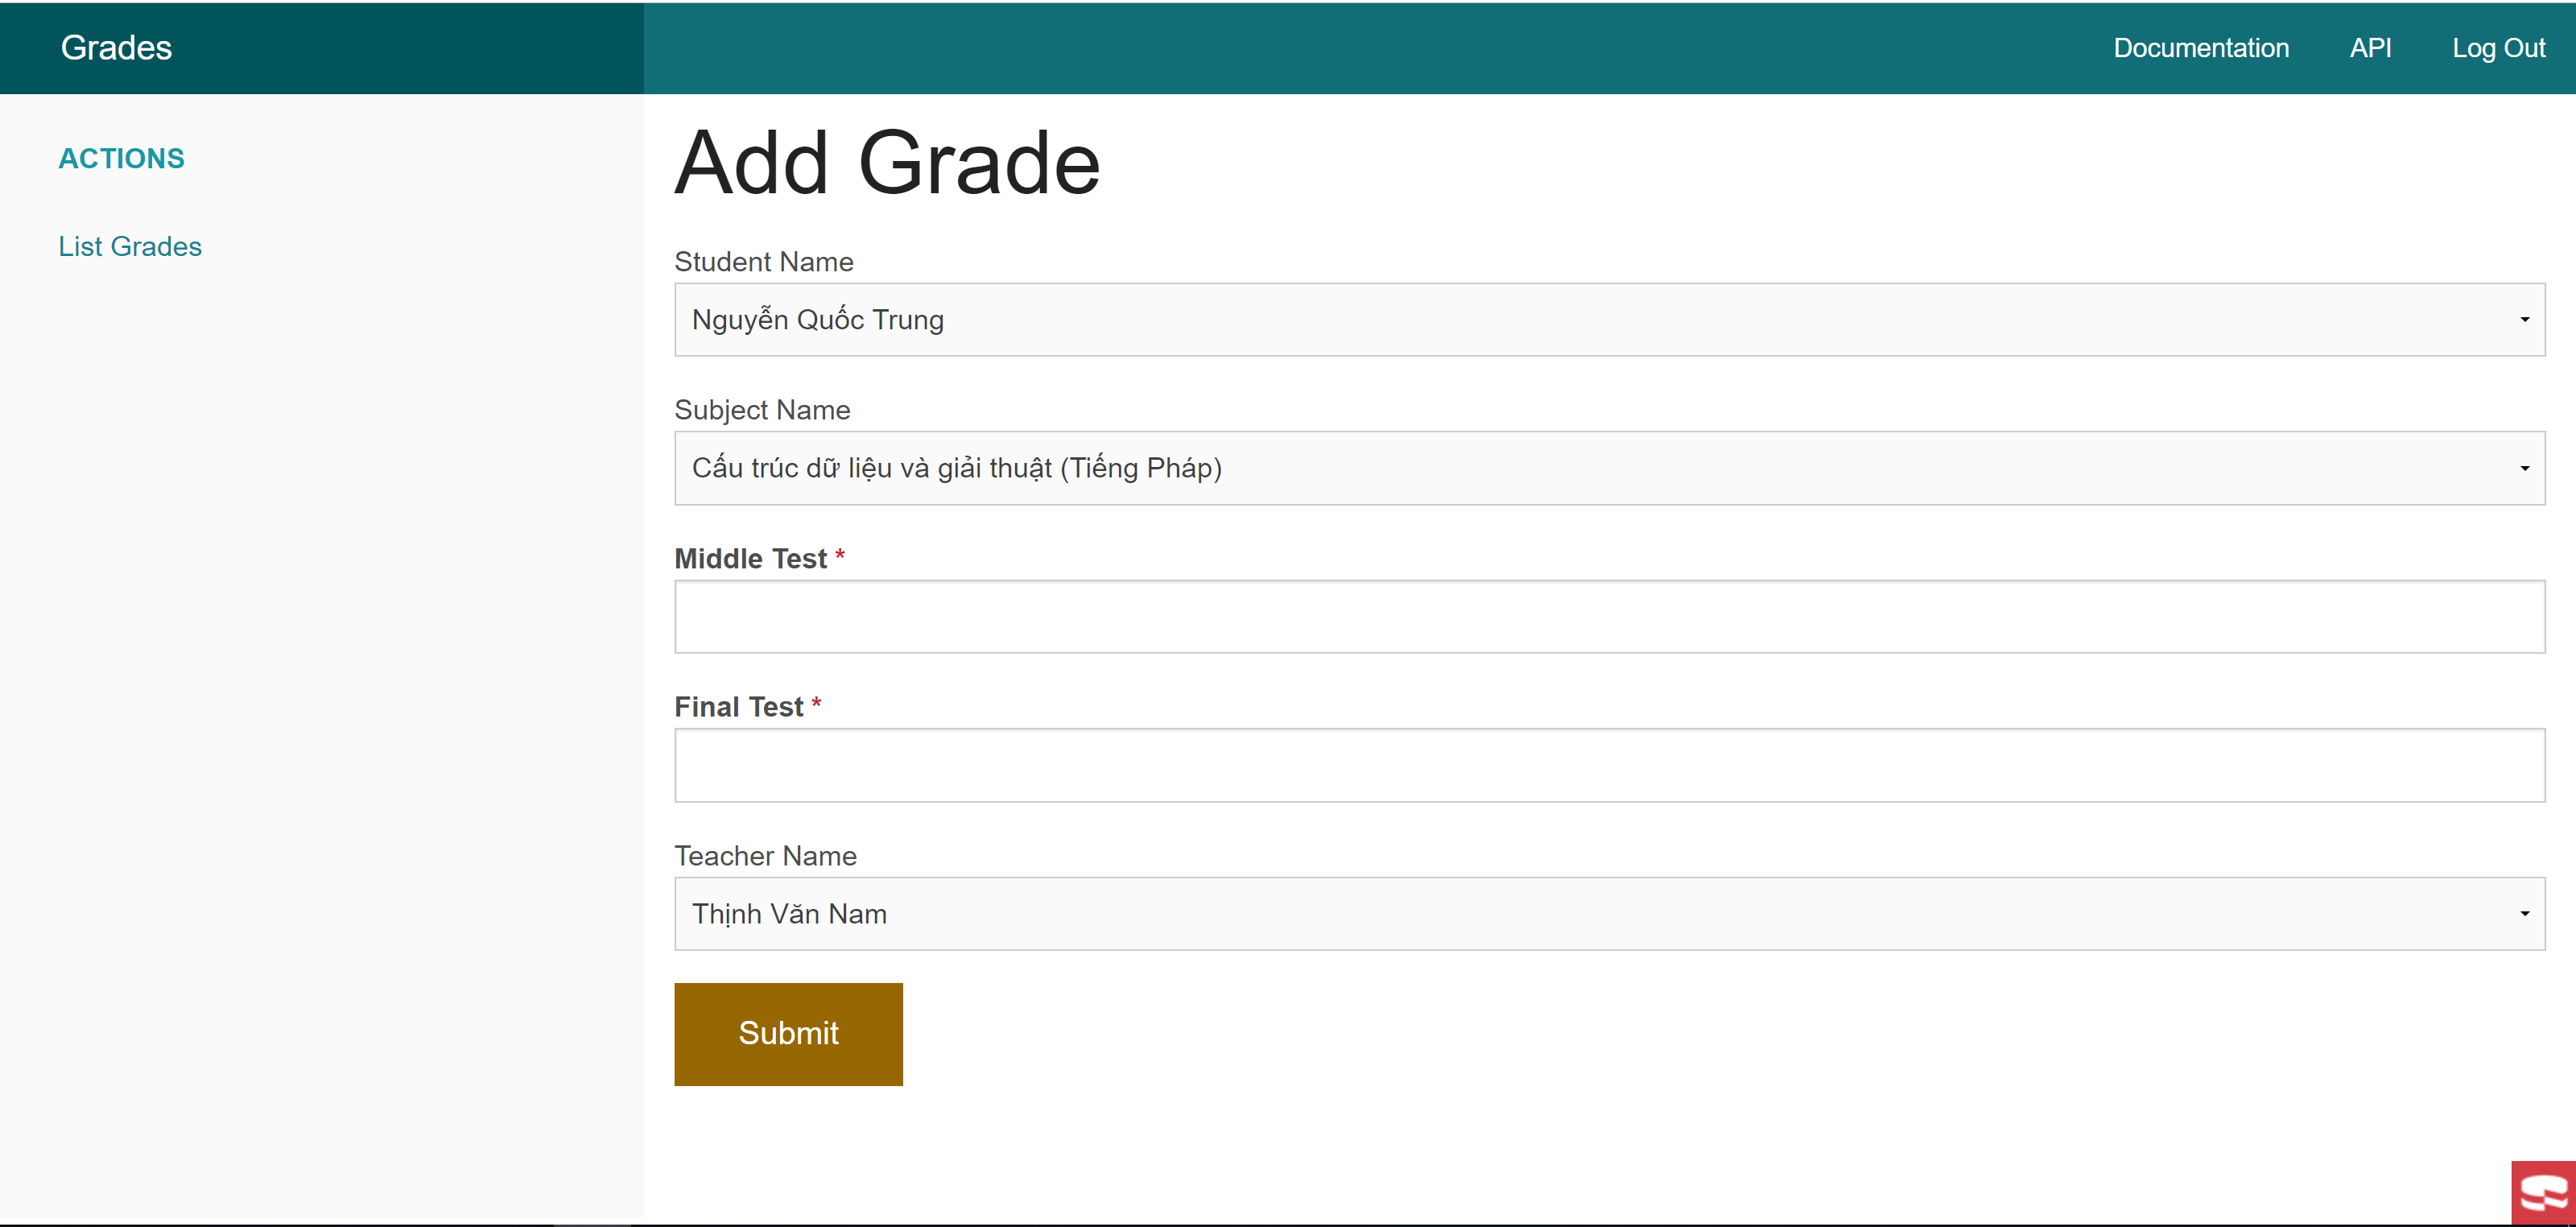 Grades
Documentation API Log Out
ACTIONS
List Grades
Add Grade
Student Name
Nguyễn Quốc Trung
Subject Name
Cấu trúc dữ liệu và giải thuật (Tiếng Pháp)
Middle Test *
Final Test *
Teacher Name
Thịnh Văn Nam
Submit